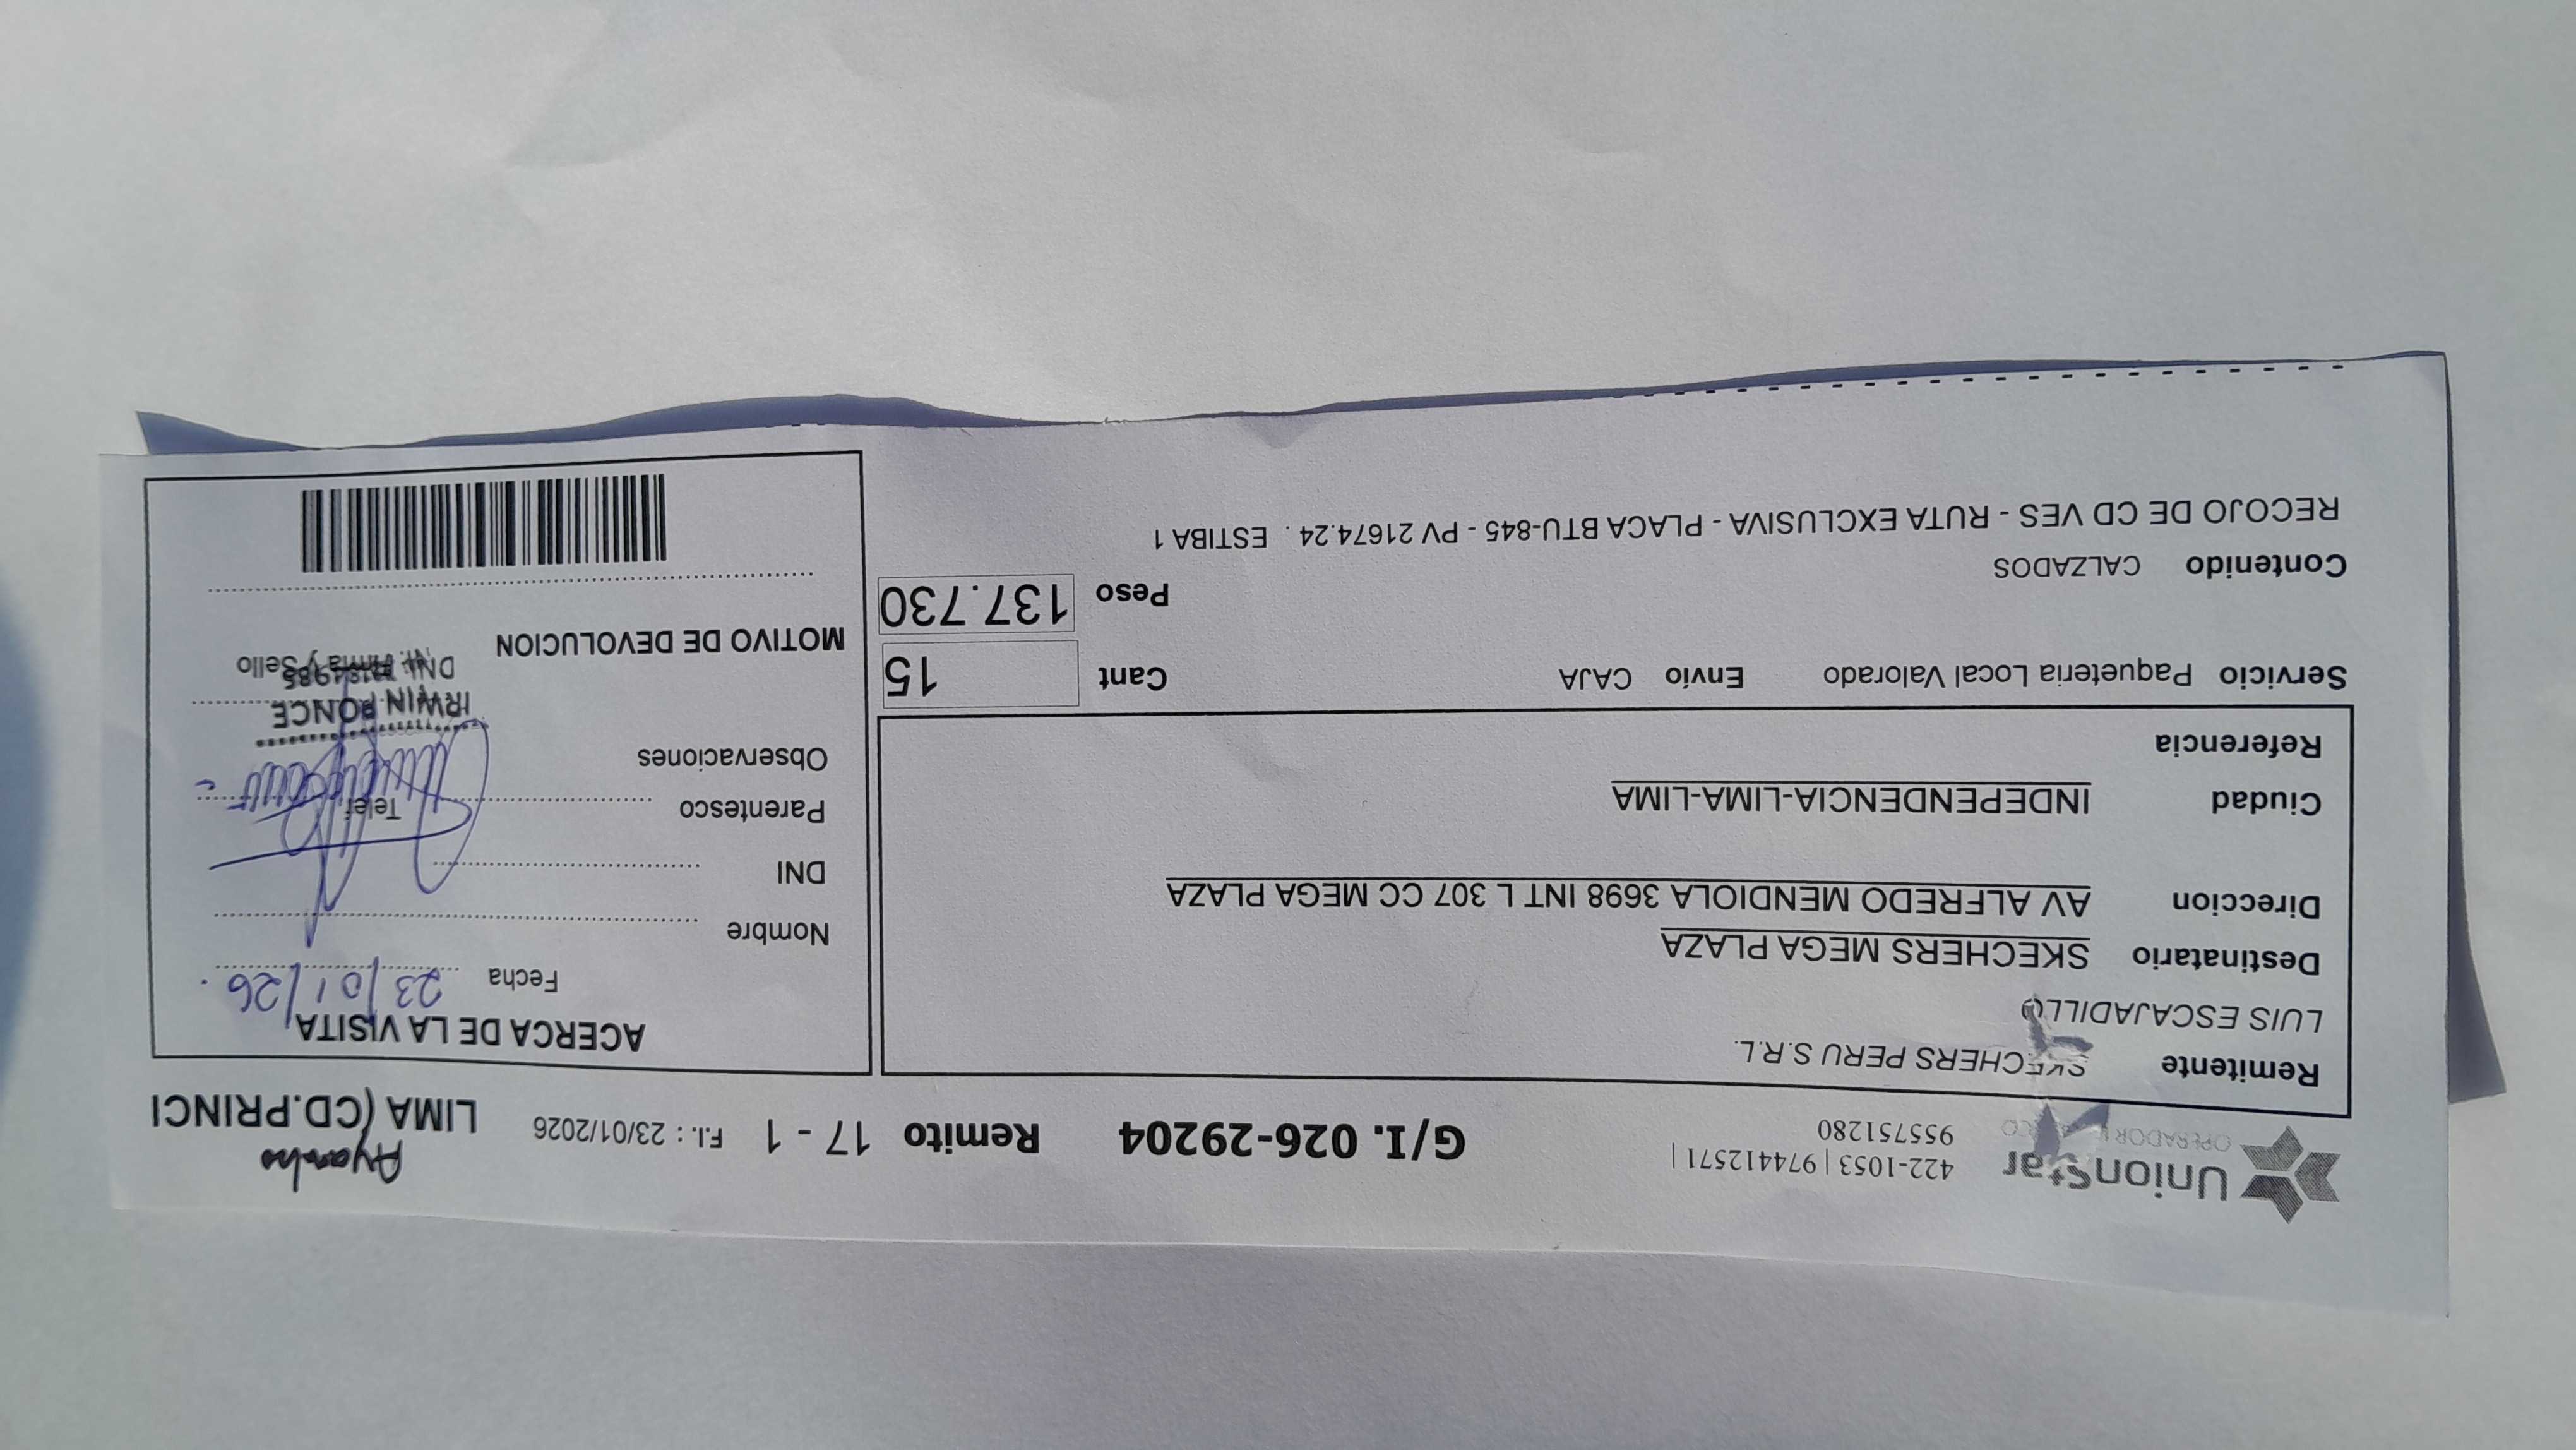 UnionStar
OPERADOR
422-1053 | 974412571 |
955751280
G/I. 026-29204 Remito 17 - 1 F.I. : 23/01/2026 LIMA (CD.PRINCI
Remitente SKECHERS PERU S.R.L.
LUIS ESCAJADILLO
Destinatario SKECHERS MEGA PLAZA
Direccion AV ALFREDO MENDIOLA 3698 INT L 307 CC MEGA PLAZA
Ciudad INDEPENDENCIA-LIMA-LIMA
Referencia
Servicio Paqueteria Local Valorado Envío CAJA Cant 15
Contenido CALZADOS Peso 137.730
RECOJO DE CD VES - RUTA EXCLUSIVA - PLACA BTU-845 - PV 21674.24 . ESTIBA 1
ACERCA DE LA VISITA
Fecha 23/01/26
Nombre
DNI
Parentesco Telef
Observaciones
IRWIN PONCE
DNI: Firma y Sello
MOTIVO DE DEVOLUCION